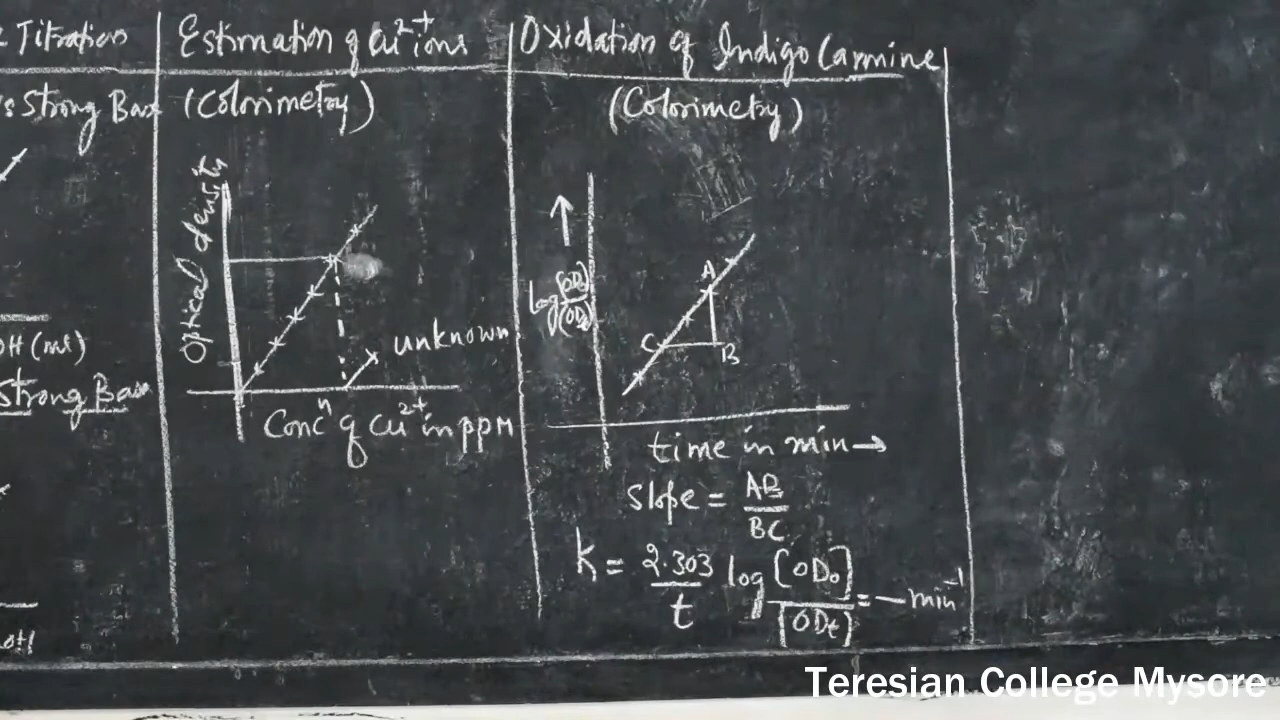 Titration
Estimation of Cu²⁺ ions
Oxidation of Indigo Carmine
Vs Strong Base
(Colorimetry)
(Colorimetry)
Optical density
unknown
Concⁿ of Cu²⁺ in ppM
OH (ml)
Strong Base
log (OD₀)/(ODt)
A
B
C
time in min →
Slope = AB/BC
k = 2.303/t log [OD₀]/[ODt] = — min⁻¹
Teresian College Mysore